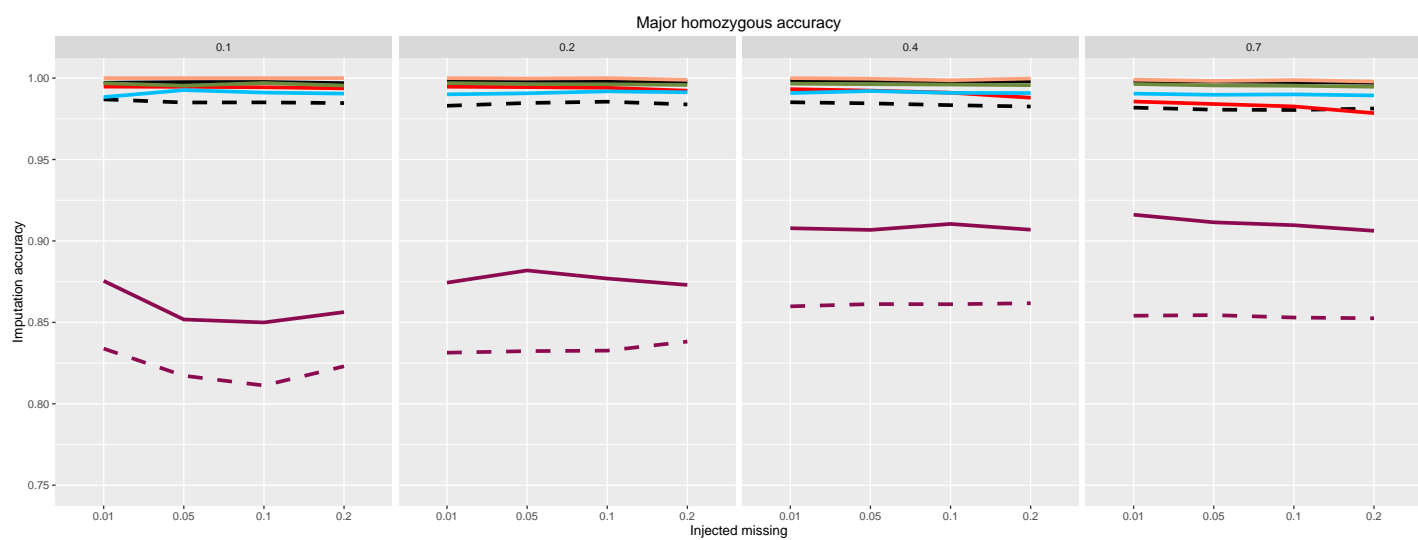 Major homozygous accuracy
0.1 0.2 0.4 0.7
1.00
0.95
0.90
0.85
0.80
0.75
Imputation accuracy
0.01 0.05 0.1 0.2 0.01 0.05 0.1 0.2 0.01 0.05 0.1 0.2 0.01 0.05 0.1 0.2
Injected missing